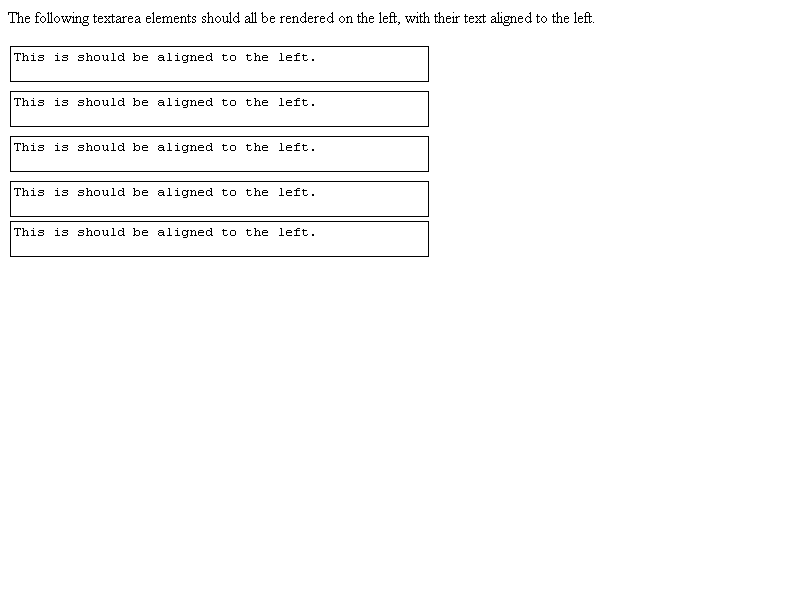 The following textarea elements should all be rendered on the left, with their text aligned to the left.
This is should be aligned to the left.
This is should be aligned to the left.
This is should be aligned to the left.
This is should be aligned to the left.
This is should be aligned to the left.